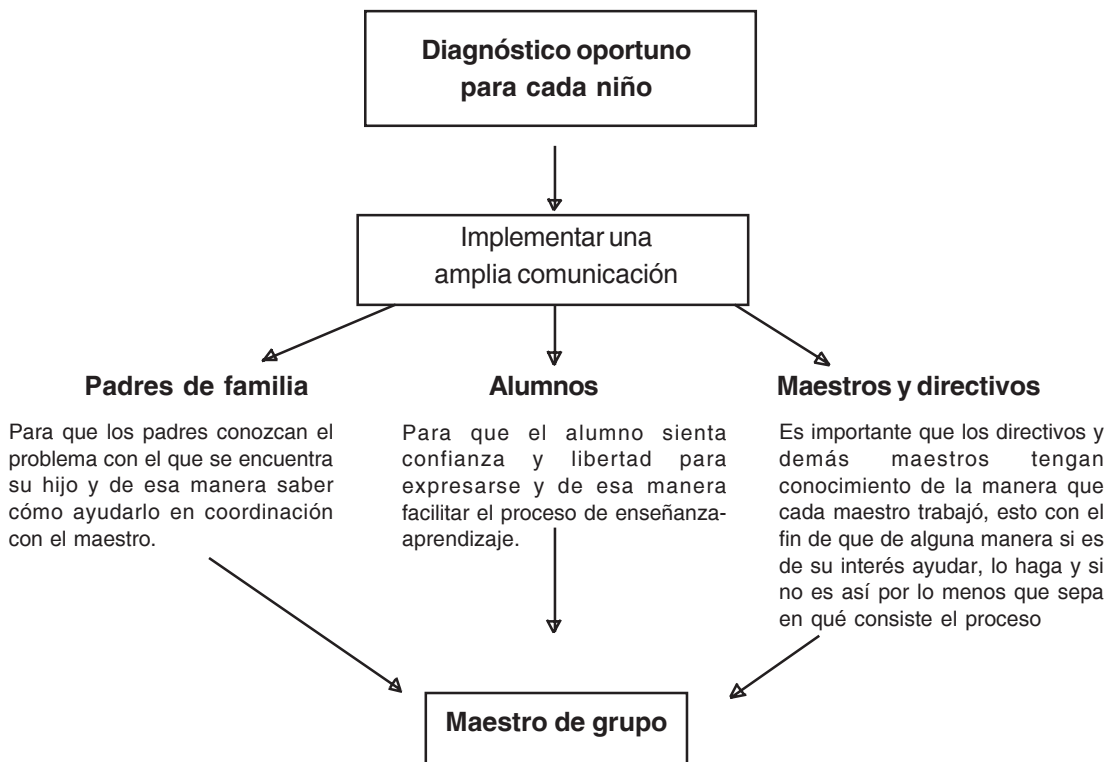 Diagnóstico oportuno
para cada niño
Implementar una
amplia comunicación
Padres de familia
Para que los padres conozcan el
problema con el que se encuentra
su hijo y de esa manera saber
cómo ayudarlo en coordinación
con el maestro.
Alumnos
Para que el alumno sienta
confianza y libertad para
expresarse y de esa manera
facilitar el proceso de enseñanza-
aprendizaje.
Maestros y directivos
Es importante que los directivos y
demás maestros tengan
conocimiento de la manera que
cada maestro trabajó, esto con el
fin de que de alguna manera si es
de su interés ayudar, lo haga y si
no es así por lo menos que sepa
en qué consiste el proceso
Maestro de grupo